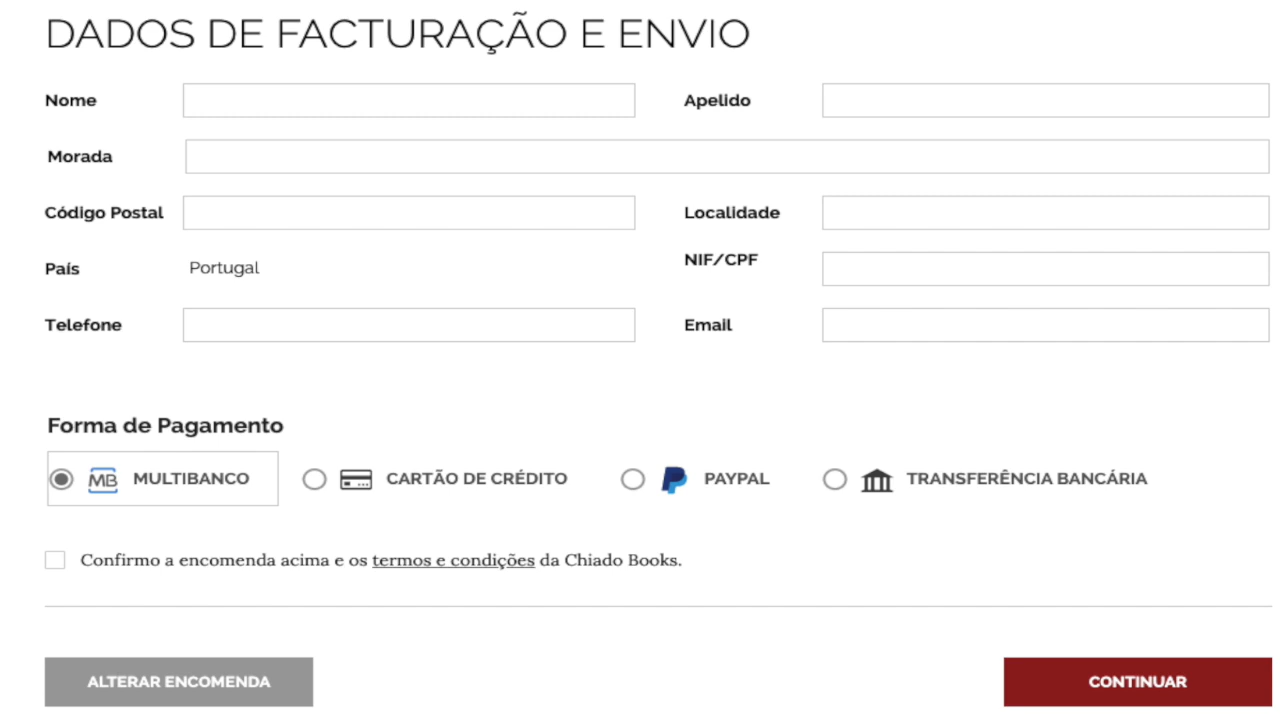 DADOS DE FACTURAÇÃO E ENVIO
Nome
Apelido
Morada
Código Postal
Localidade
País Portugal
NIF/CPF
Telefone
Email
Forma de Pagamento
MB MULTIBANCO
CARTÃO DE CRÉDITO
PAYPAL
TRANSFERÊNCIA BANCÁRIA
Confirmo a encomenda acima e os termos e condições da Chiado Books.
ALTERAR ENCOMENDA
CONTINUAR